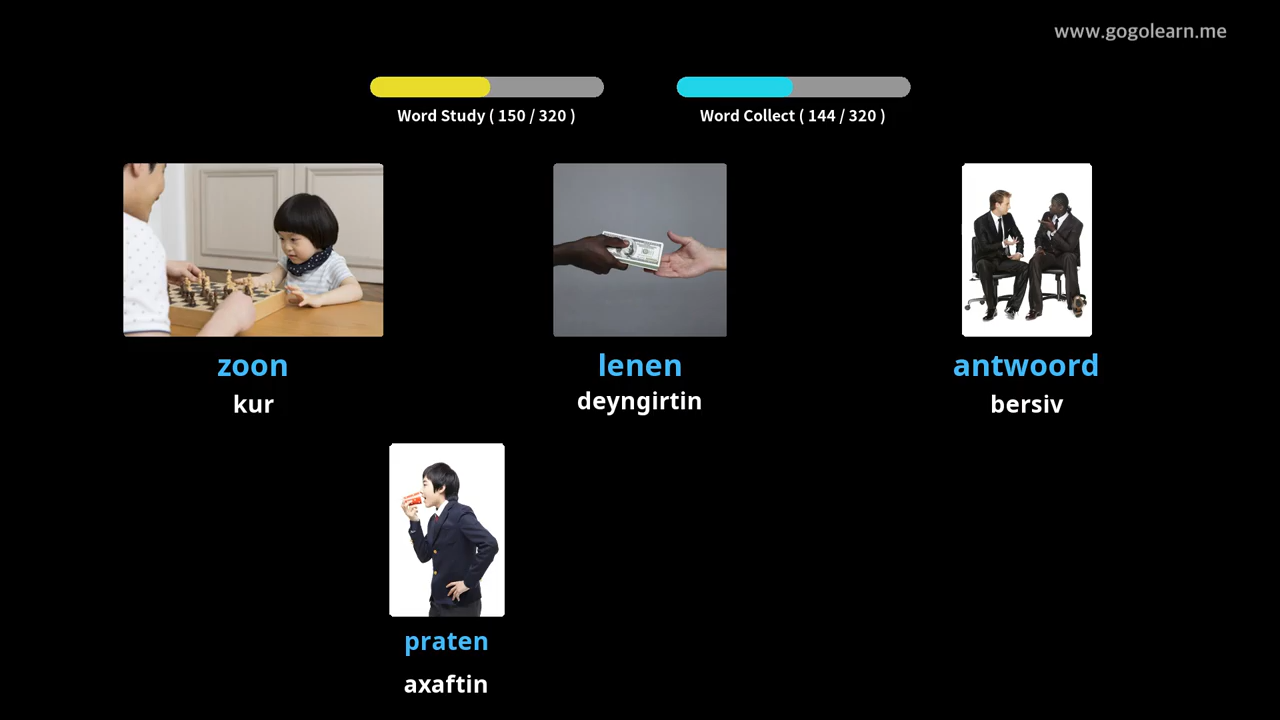 www.gogolearn.me
Word Study ( 150 / 320 )
Word Collect ( 144 / 320 )
zoon
lenen
antwoord
kur
deyngirtin
bersiv
praten
axaftin